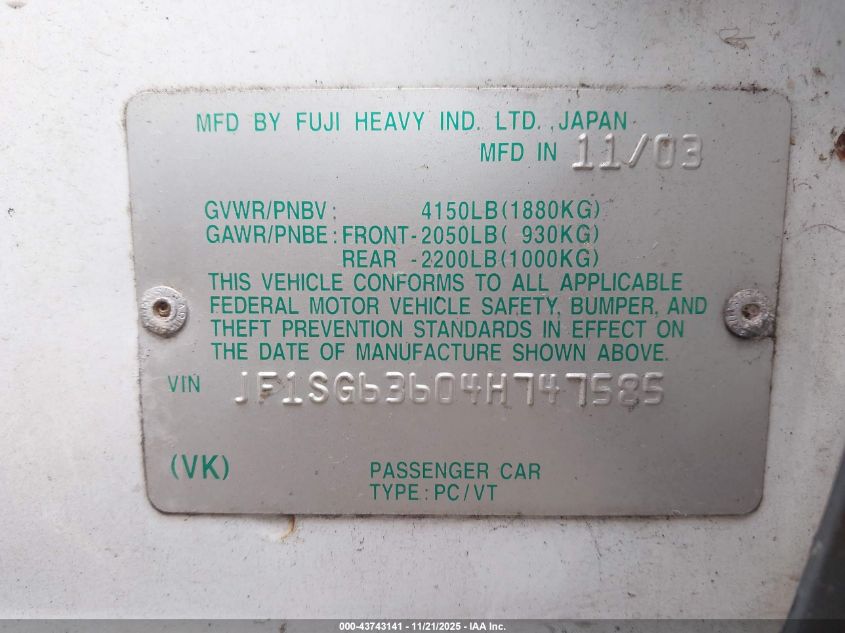 MFD BY FUJI HEAVY IND. LTD., JAPAN
MFD IN 11/03
GVWR/PNBV: 4150LB(1880KG)
GAWR/PNBE: FRONT-2050LB( 930KG)
REAR -2200LB(1000KG)
THIS VEHICLE CONFORMS TO ALL APPLICABLE
FEDERAL MOTOR VEHICLE SAFETY, BUMPER, AND
THEFT PREVENTION STANDARDS IN EFFECT ON
THE DATE OF MANUFACTURE SHOWN ABOVE.
VIN JF1SG63604H747585
(VK) PASSENGER CAR
TYPE: PC/VT
000-43743141 - 11/21/2025 - IAA Inc.